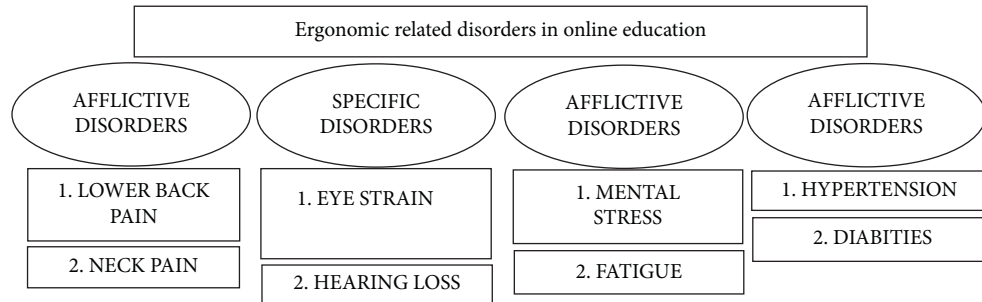 Ergonomic related disorders in online education
AFFLICTIVE
DISORDERS
1. LOWER BACK
PAIN
2. NECK PAIN
SPECIFIC
DISORDERS
1. EYE STRAIN
2. HEARING LOSS
AFFLICTIVE
DISORDERS
1. MENTAL
STRESS
2. FATIGUE
AFFLICTIVE
DISORDERS
1. HYPERTENSION
2. DIABITIES